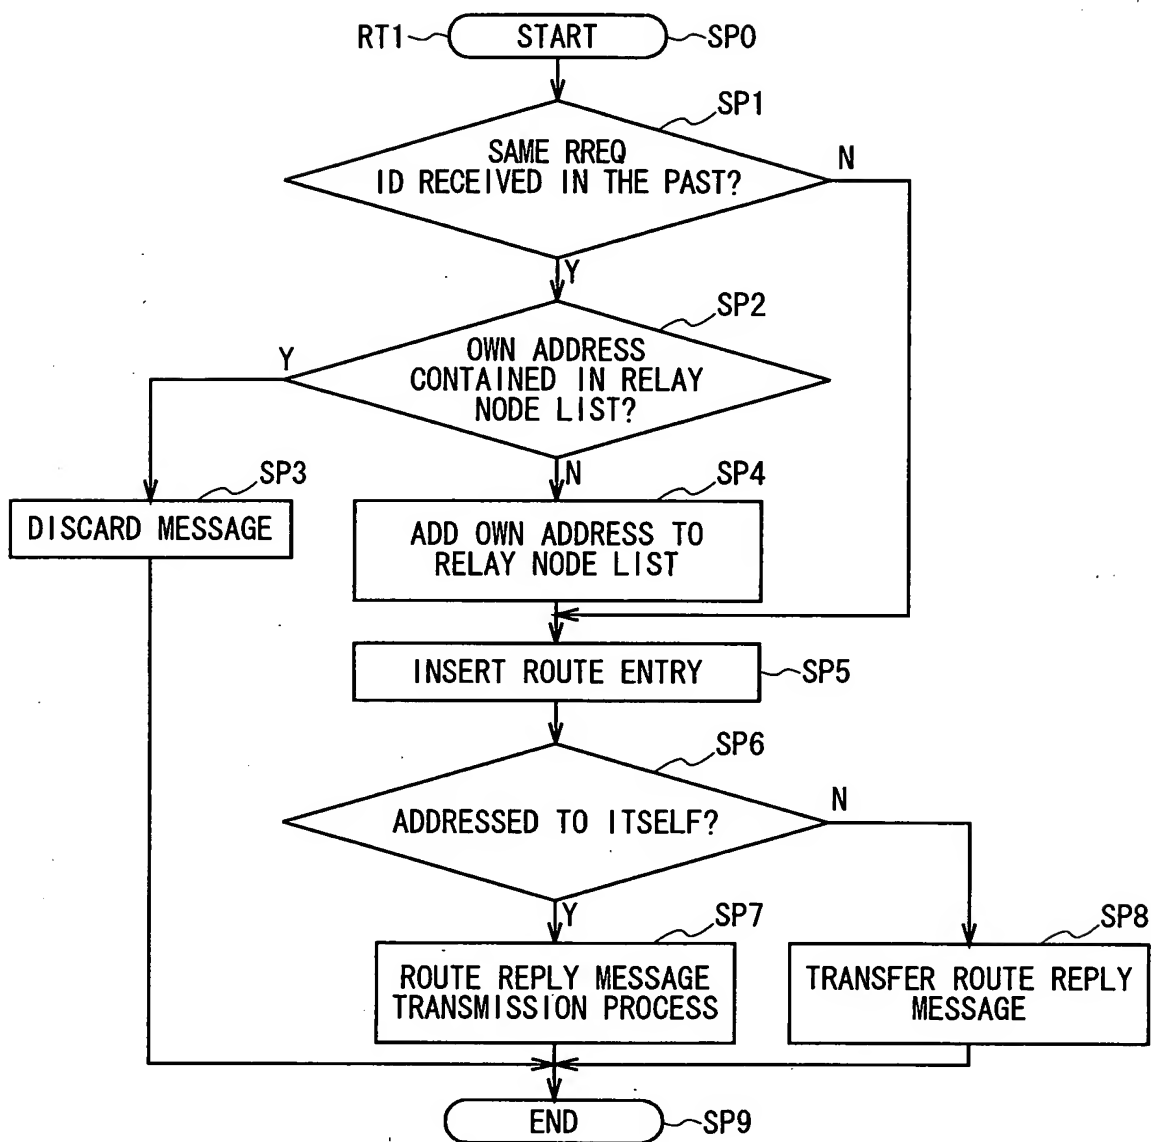 RT1
START
SP0
SP1
SAME RREQ
ID RECEIVED IN THE PAST?
N
Y
SP2
OWN ADDRESS
CONTAINED IN RELAY
NODE LIST?
Y
N
SP3
DISCARD MESSAGE
SP4
ADD OWN ADDRESS TO
RELAY NODE LIST
INSERT ROUTE ENTRY
SP5
SP6
ADDRESSED TO ITSELF?
N
Y
SP7
ROUTE REPLY MESSAGE
TRANSMISSION PROCESS
SP8
TRANSFER ROUTE REPLY
MESSAGE
END
SP9